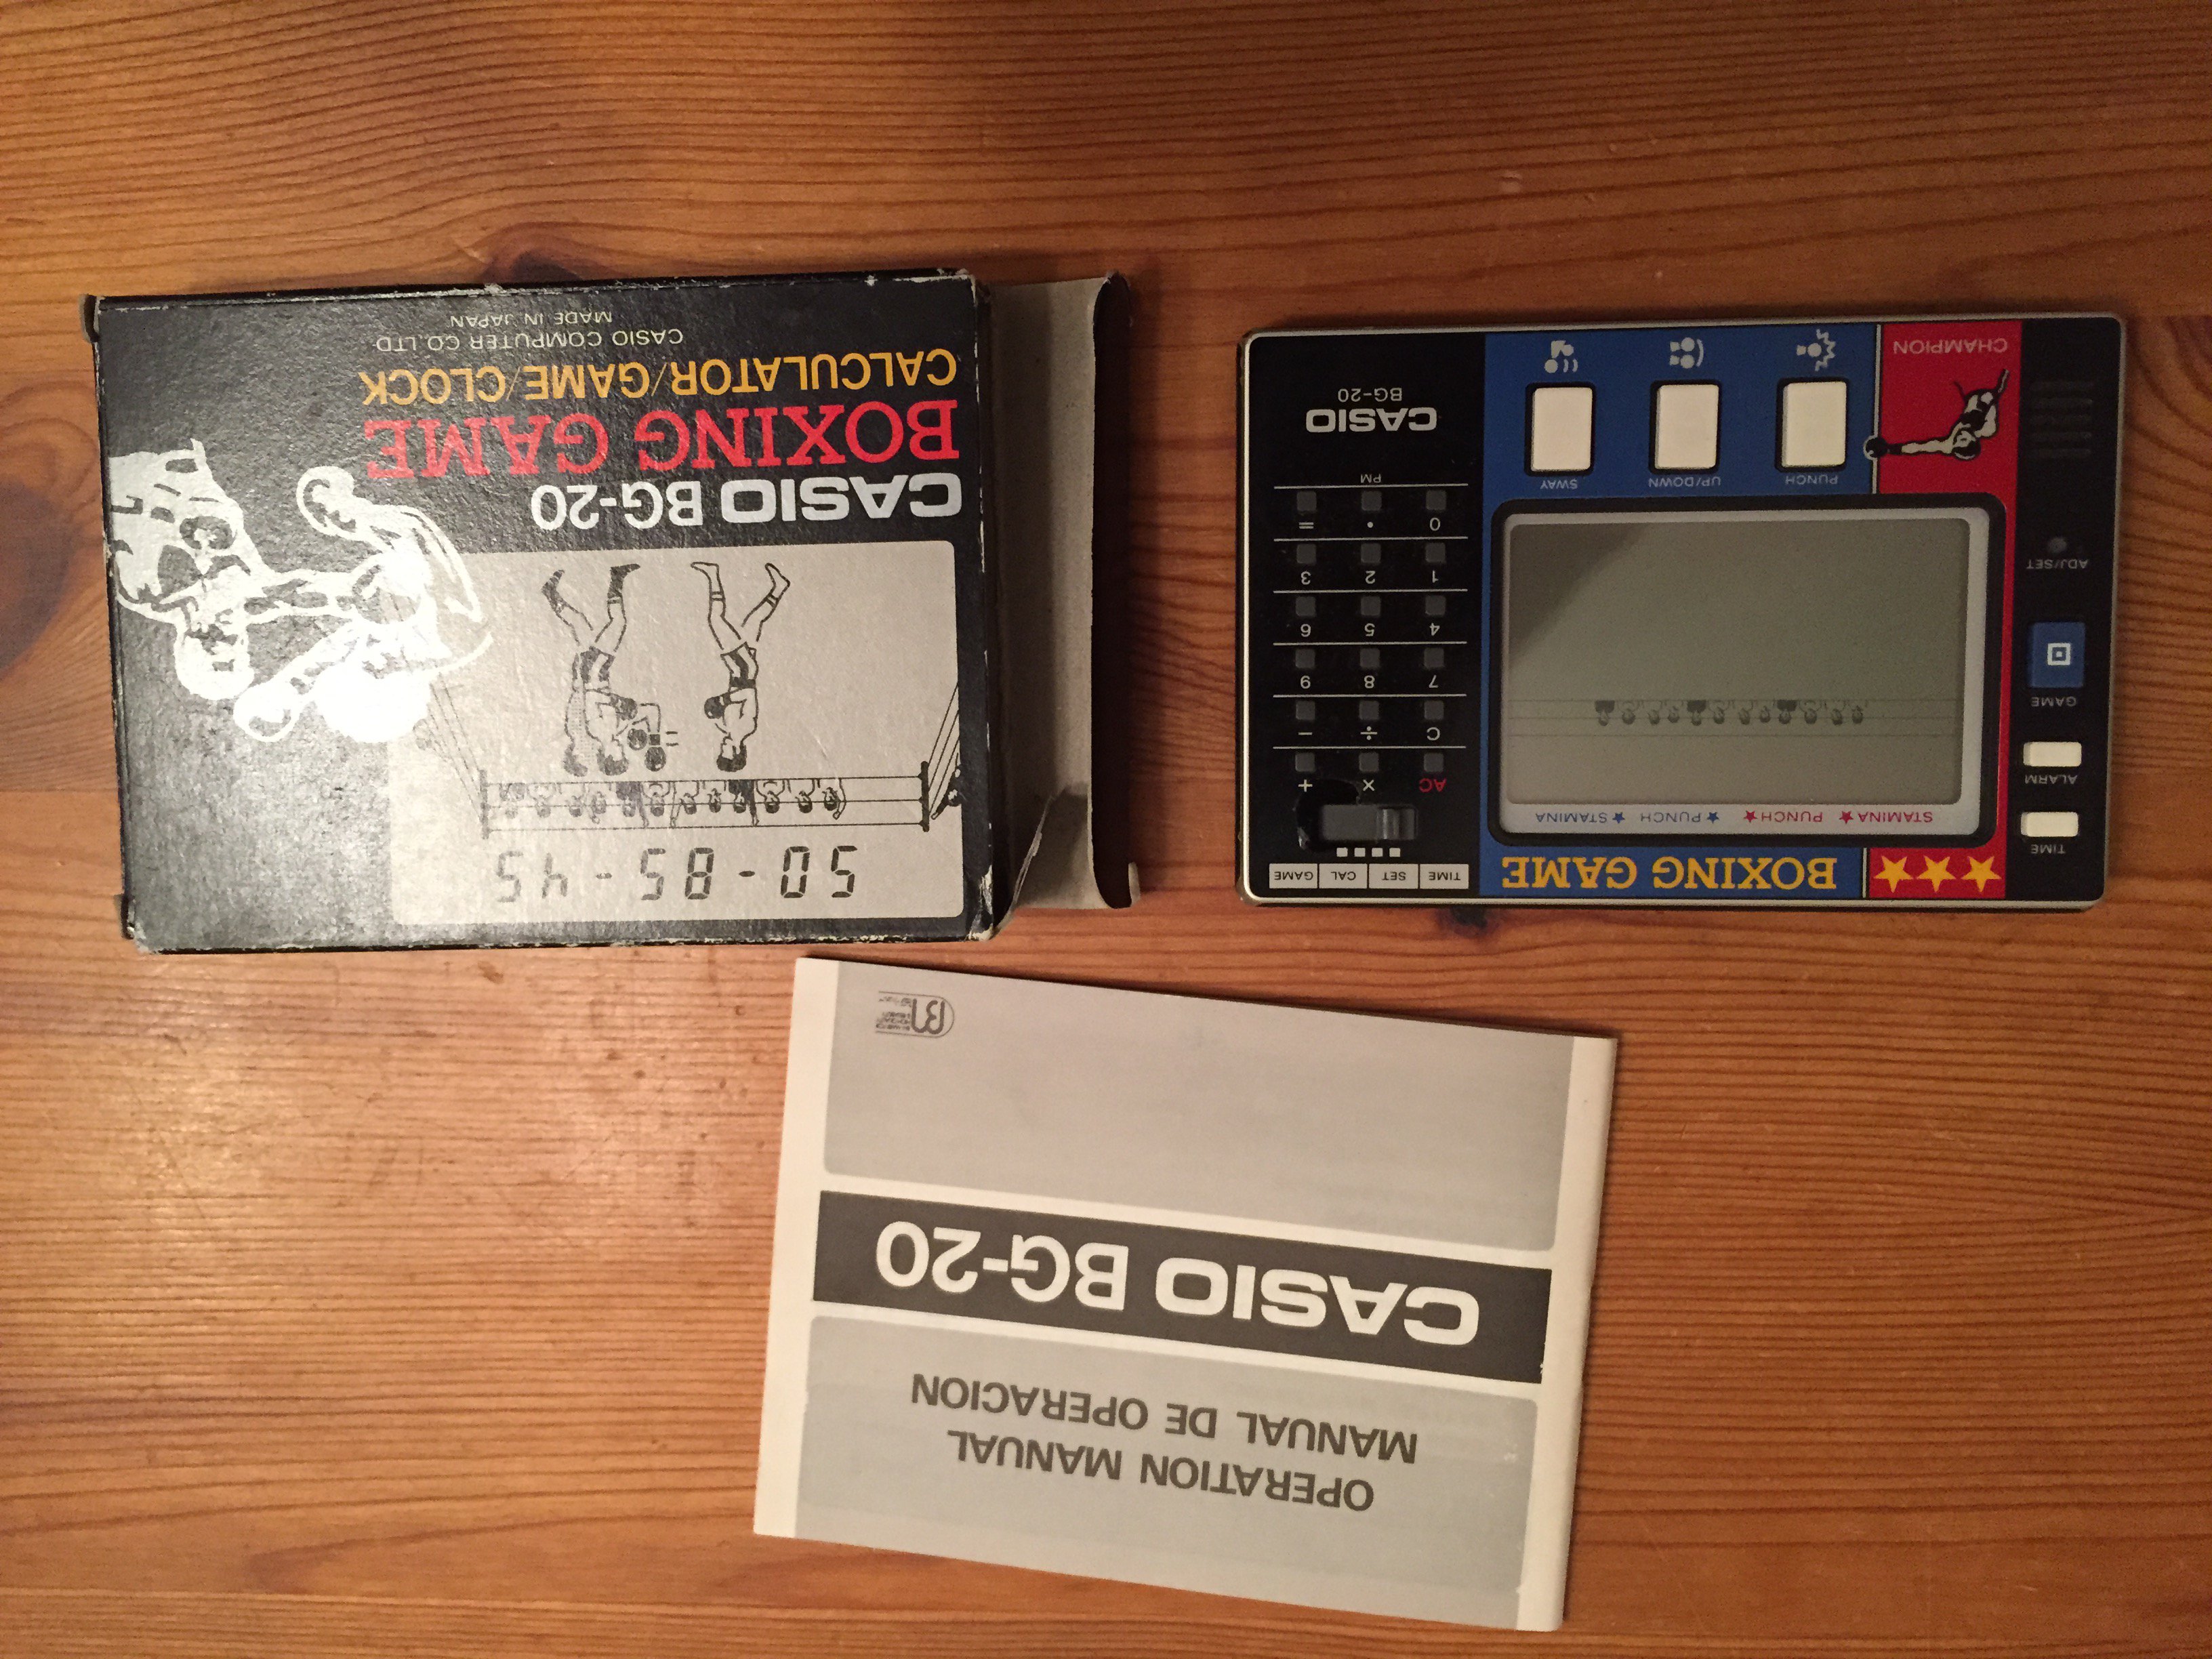 OPERATION MANUAL
MANUAL DE OPERACION
CASIO BG-20
BOXING GAME
STAMINA ★ PUNCH ★ ★ PUNCH ★ STAMINA
TIME
ALARM
GAME
ADJ/SET
PUNCH UP/DOWN SWAY
CHAMPION
TIME SET CAL GAME
AC × +
C ÷ −
7 8 9
4 5 6
1 2 3
0 • =
PM
CASIO
BG-20
50-85-45
CASIO BG-20
BOXING GAME
CALCULATOR/GAME/CLOCK
CASIO COMPUTER CO LTD
MADE IN JAPAN